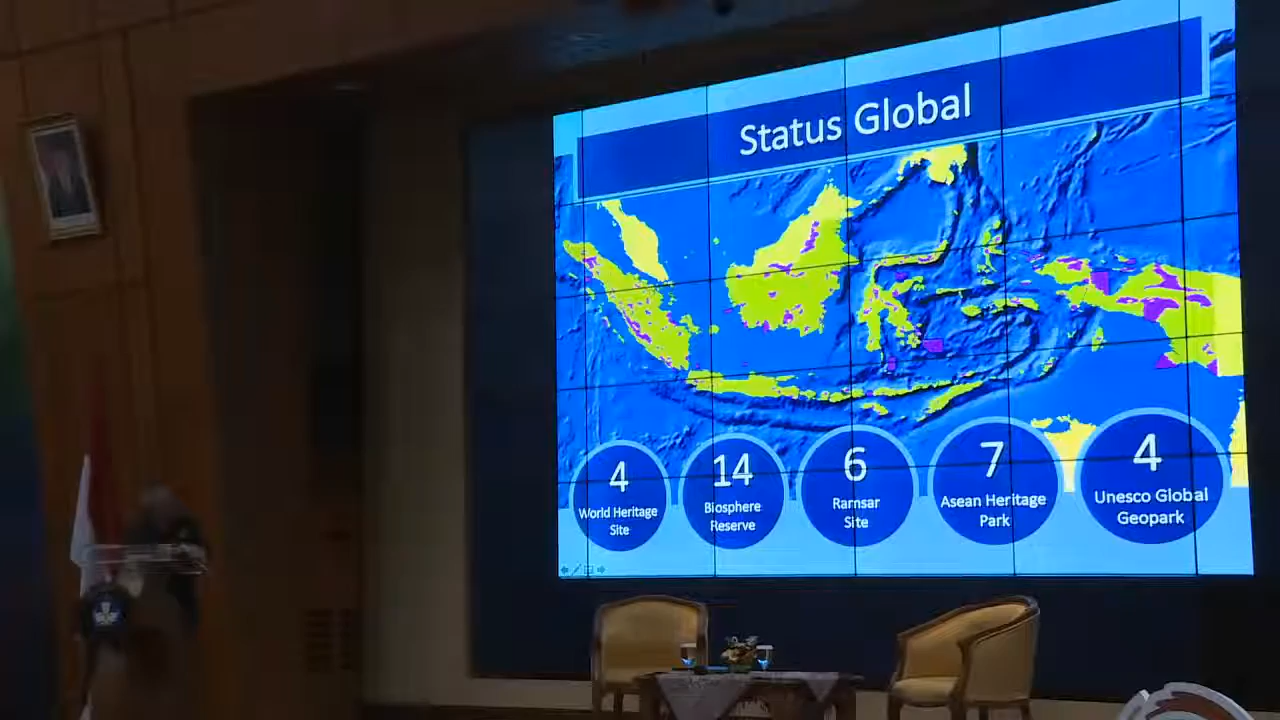 Status Global
4
World Heritage
Site
14
Biosphere
Reserve
6
Ramsar
Site
7
Asean Heritage
Park
4
Unesco Global
Geopark